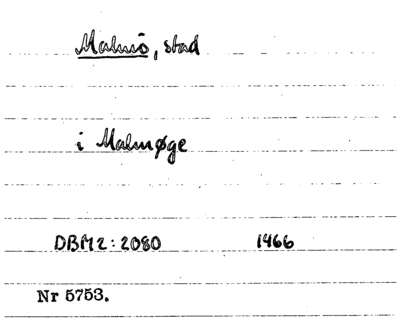 Malmö, stad
i Malmøge
DBM2:2080 1466
Nr 5753.